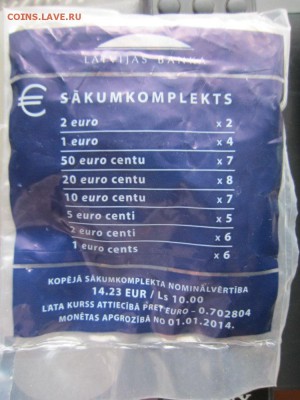 COINS.LAVE.RU
LATVIJAS BANKA
€ SĀKUMKOMPLEKTS
2 euro x 2
1 euro x 4
50 euro centu x 7
20 euro centu x 8
10 euro centu x 7
5 euro centi x 5
2 euro centi x 6
1 euro cents x 6
KOPĒJĀ SĀKUMKOMPLEKTA NOMINĀLVĒRTĪBA
14.23 EUR / Ls 10.00
LATA KURSS ATTIECĪBĀ PRET EURO – 0.702804
MONĒTAS APGROZĪBĀ NO 01.01.2014.